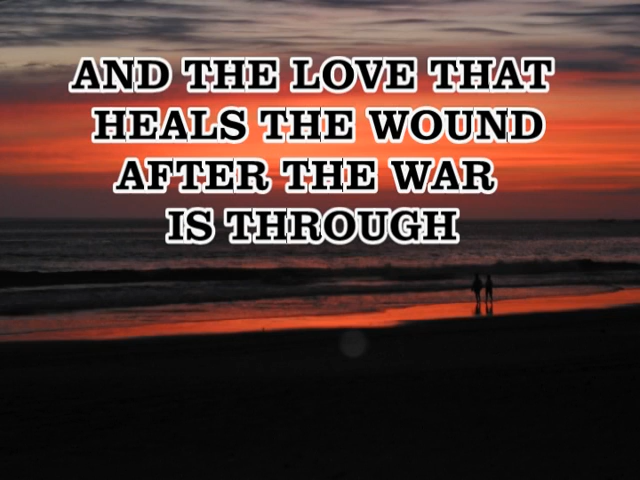 AND THE LOVE THAT
HEALS THE WOUND
AFTER THE WAR
IS THROUGH